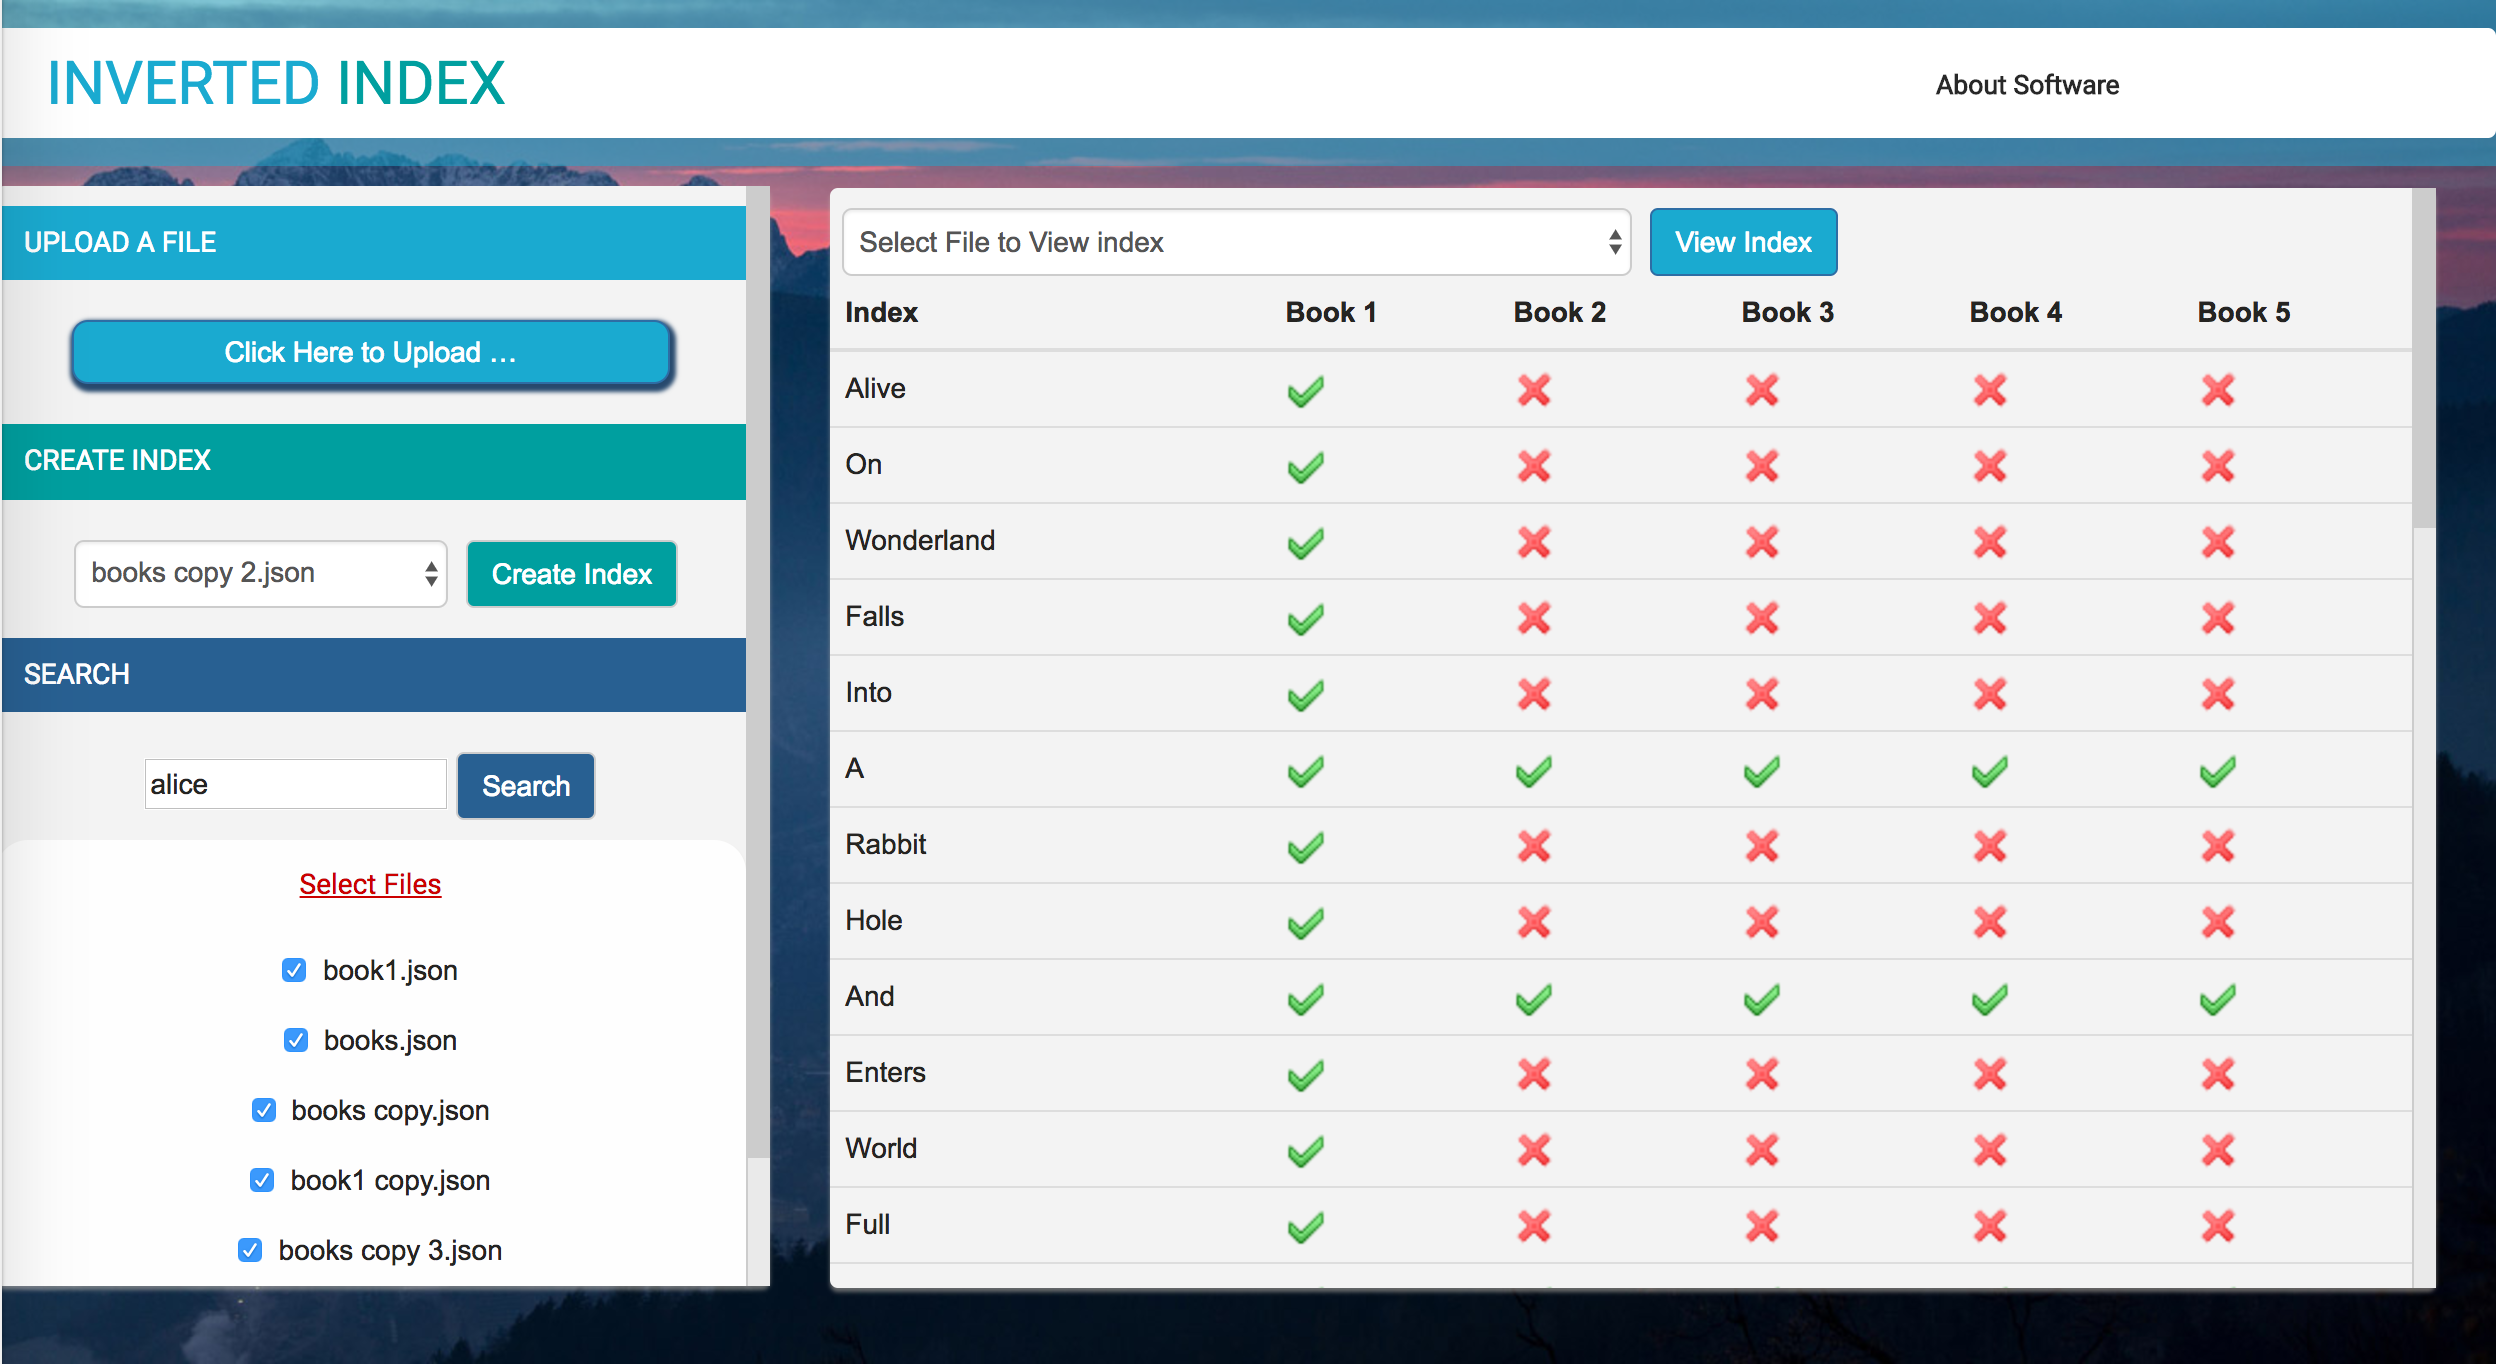 INVERTED INDEX
About Software
UPLOAD A FILE
Click Here to Upload ...
CREATE INDEX
books copy 2.json
Create Index
SEARCH
alice
Search
Select Files
book1.json
books.json
books copy.json
book1 copy.json
books copy 3.json
Select File to View index
View Index
Index Book 1 Book 2 Book 3 Book 4 Book 5
Alive
On
Wonderland
Falls
Into
A
Rabbit
Hole
And
Enters
World
Full